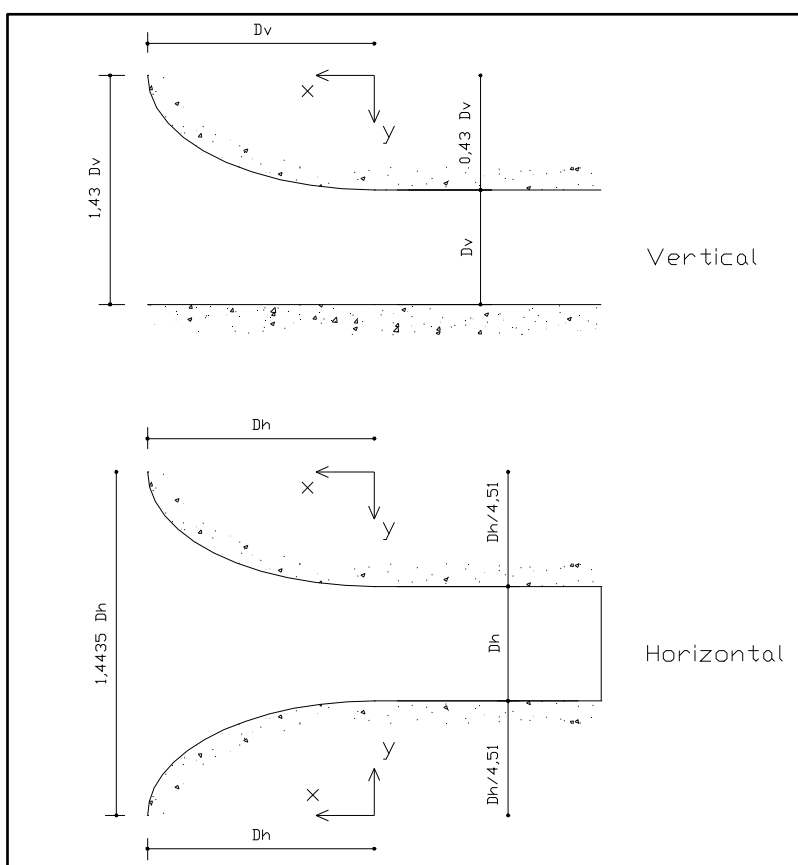 Dv
x
y
1,43 Dv
0,43 Dv
Dv
Vertical
Dh
x
y
Dh/4,51
1,4435 Dh
Dh
Horizontal
y
x
Dh/4,51
Dh